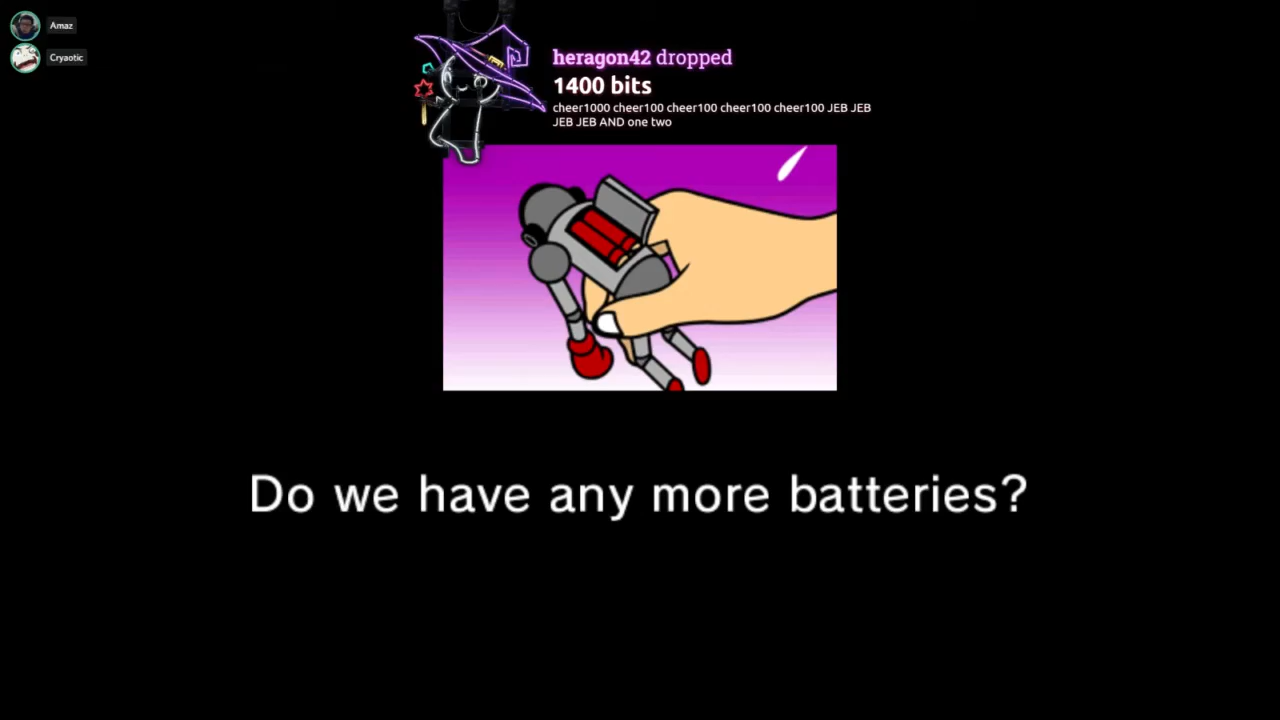 Amaz
Cryaotic
heragon42 dropped
1400 bits
cheer1000 cheer100 cheer100 cheer100 cheer100 JEB JEB
JEB JEB AND one two
Do we have any more batteries?